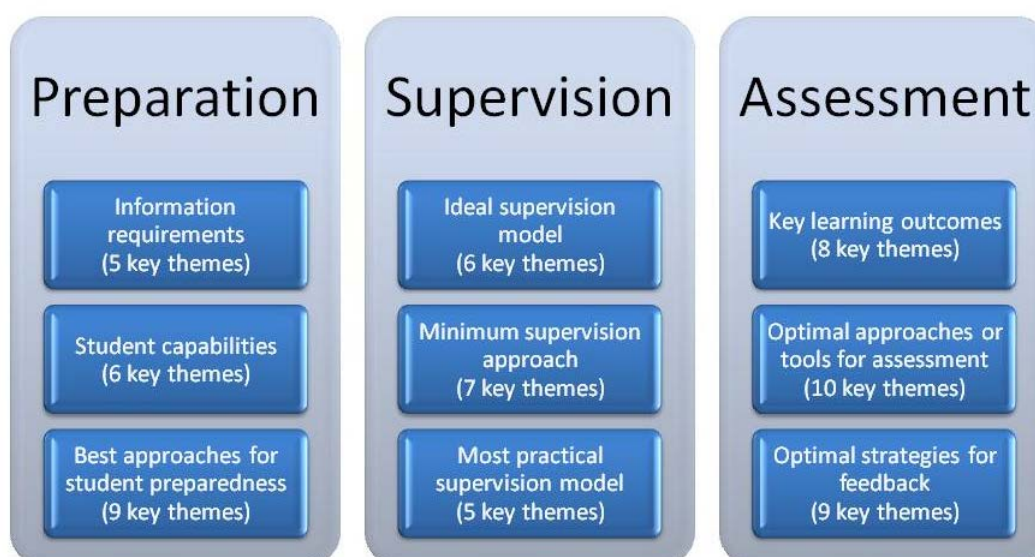 Preparation
Information
requirements
(5 key themes)
Student capabilities
(6 key themes)
Best approaches for
student preparedness
(9 key themes)
Supervision
Ideal supervision
model
(6 key themes)
Minimum supervision
approach
(7 key themes)
Most practical
supervision model
(5 key themes)
Assessment
Key learning outcomes
(8 key themes)
Optimal approaches or
tools for assessment
(10 key themes)
Optimal strategies for
feedback
(9 key themes)